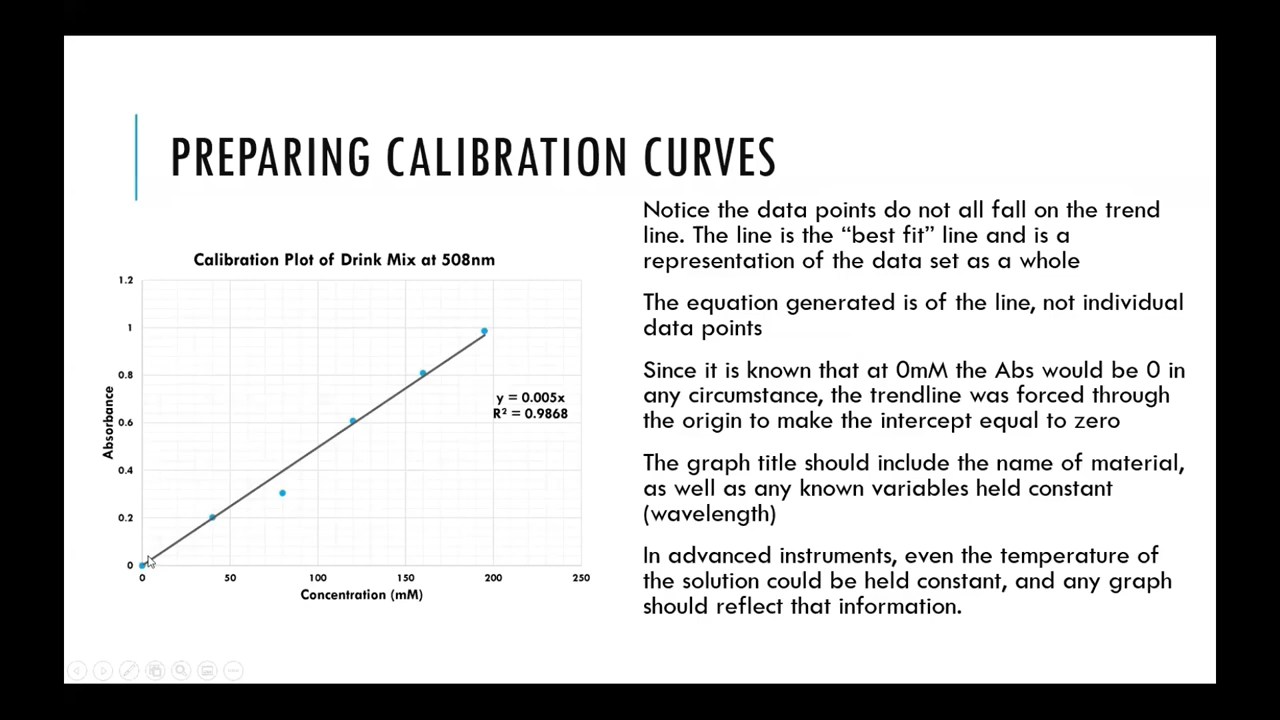 PREPARING CALIBRATION CURVES
Calibration Plot of Drink Mix at 508nm
1.2
1
0.8
0.6
0.4
0.2
0
Absorbance
y = 0.005x
R² = 0.9868
0 50 100 150 200 250
Concentration (mM)
Notice the data points do not all fall on the trend
line. The line is the “best fit” line and is a
representation of the data set as a whole
The equation generated is of the line, not individual
data points
Since it is known that at 0mM the Abs would be 0 in
any circumstance, the trendline was forced through
the origin to make the intercept equal to zero
The graph title should include the name of material,
as well as any known variables held constant
(wavelength)
In advanced instruments, even the temperature of
the solution could be held constant, and any graph
should reflect that information.